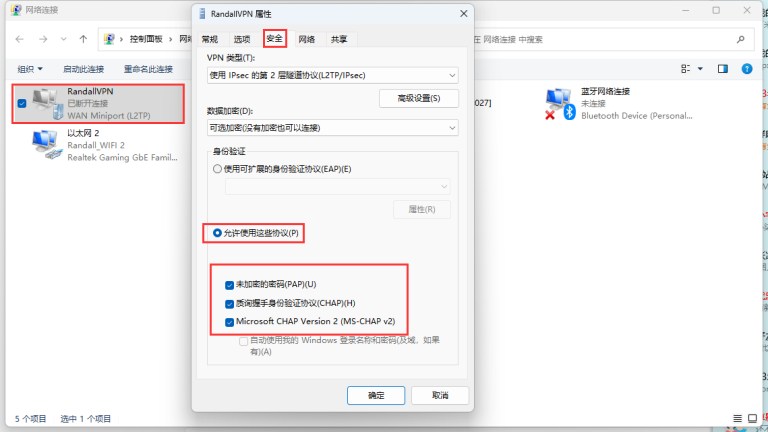 网络连接
控制面板
网络
在 网络连接 中搜索
组织
启动此连接
重命名此连接
RandallVPN
已断开连接
WAN Miniport (L2TP)
以太网 2
Randall_WIFI 2
Realtek Gaming GbE Famil...
027]
蓝牙网络连接
未连接
Bluetooth Device (Personal...
RandallVPN 属性
常规
选项
安全
网络
共享
VPN 类型(T):
使用 IPsec 的第 2 层隧道协议(L2TP/IPsec)
高级设置(S)
数据加密(D):
可选加密(没有加密也可以连接)
身份验证
使用可扩展的身份验证协议(EAP)(E)
属性(R)
允许使用这些协议(P)
未加密的密码(PAP)(U)
质询握手身份验证协议(CHAP)(H)
Microsoft CHAP Version 2 (MS-CHAP v2)
自动使用我的 Windows 登录名称和密码(及域，如果
有)(A)
确定
取消
5 个项目
选中 1 个项目